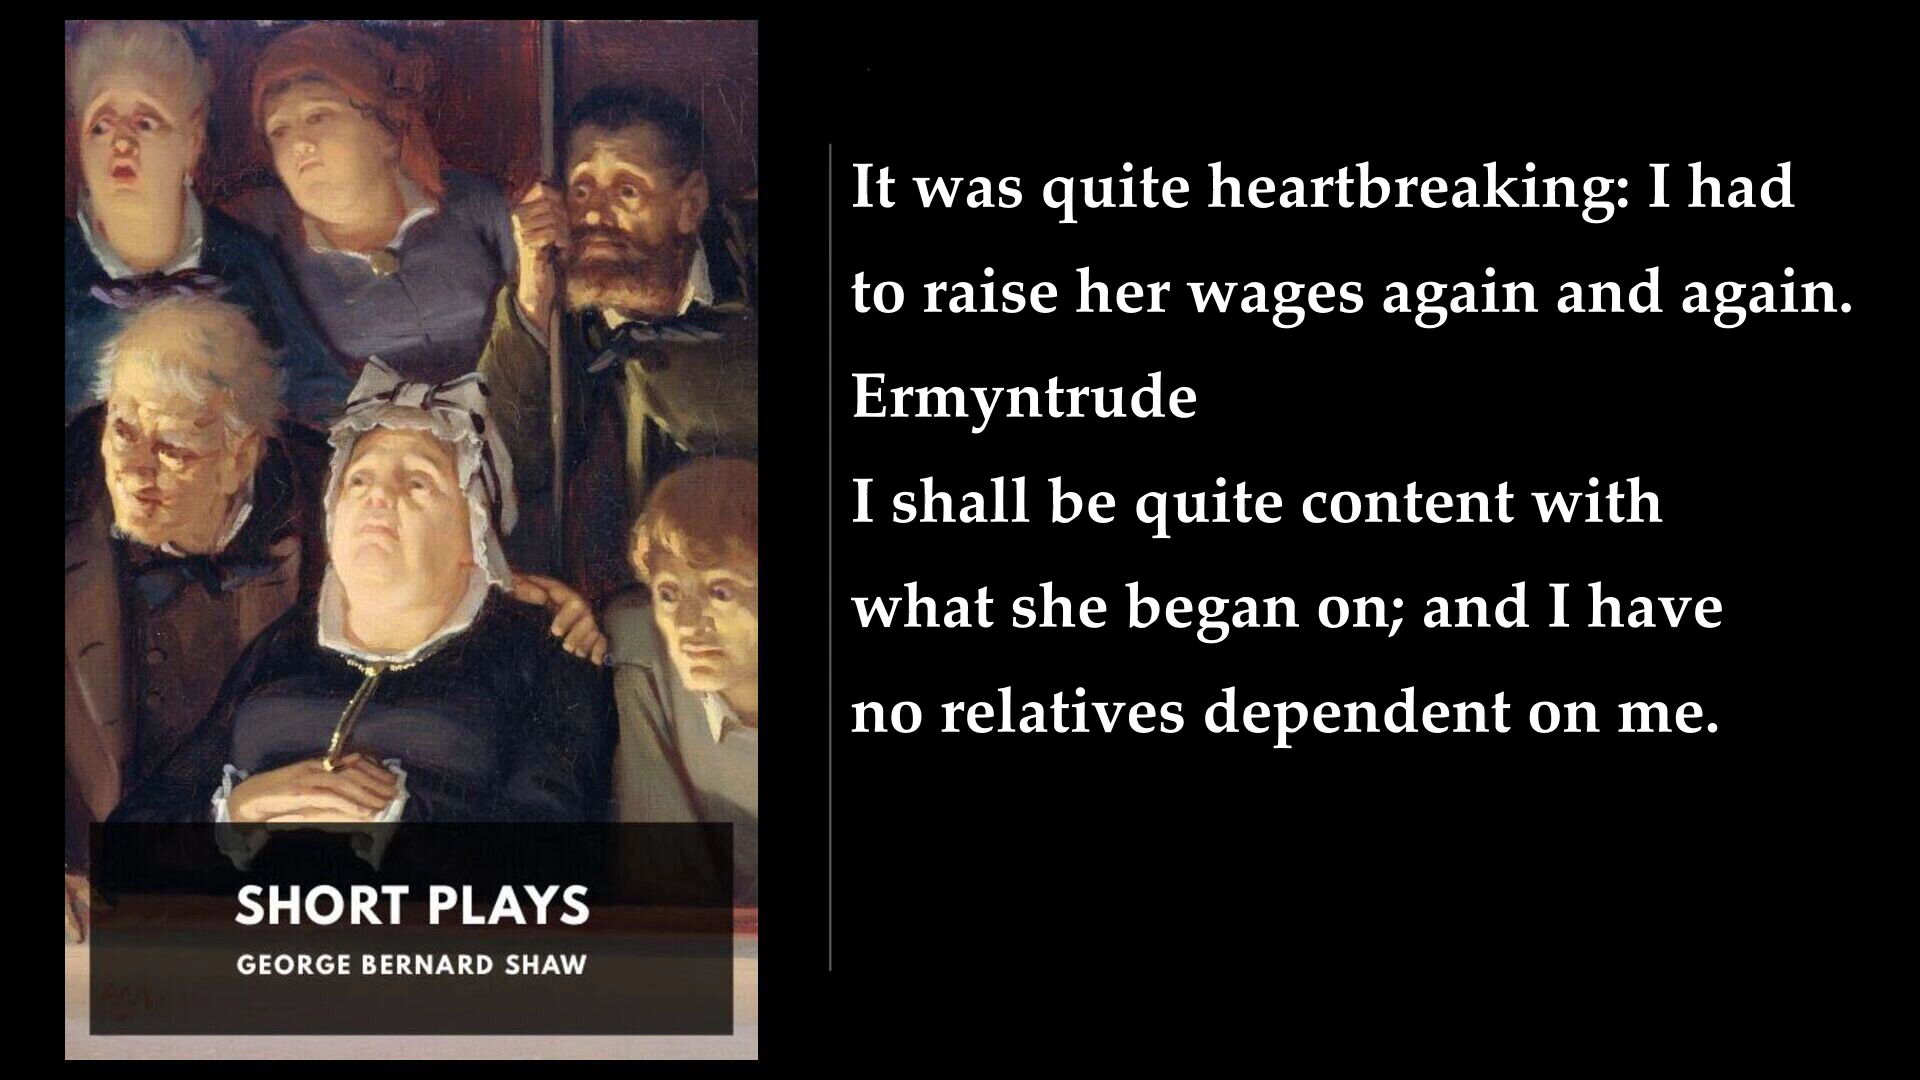 It was quite heartbreaking: I had
to raise her wages again and again.
Ermyntrude
I shall be quite content with
what she began on; and I have
no relatives dependent on me.
SHORT PLAYS
GEORGE BERNARD SHAW